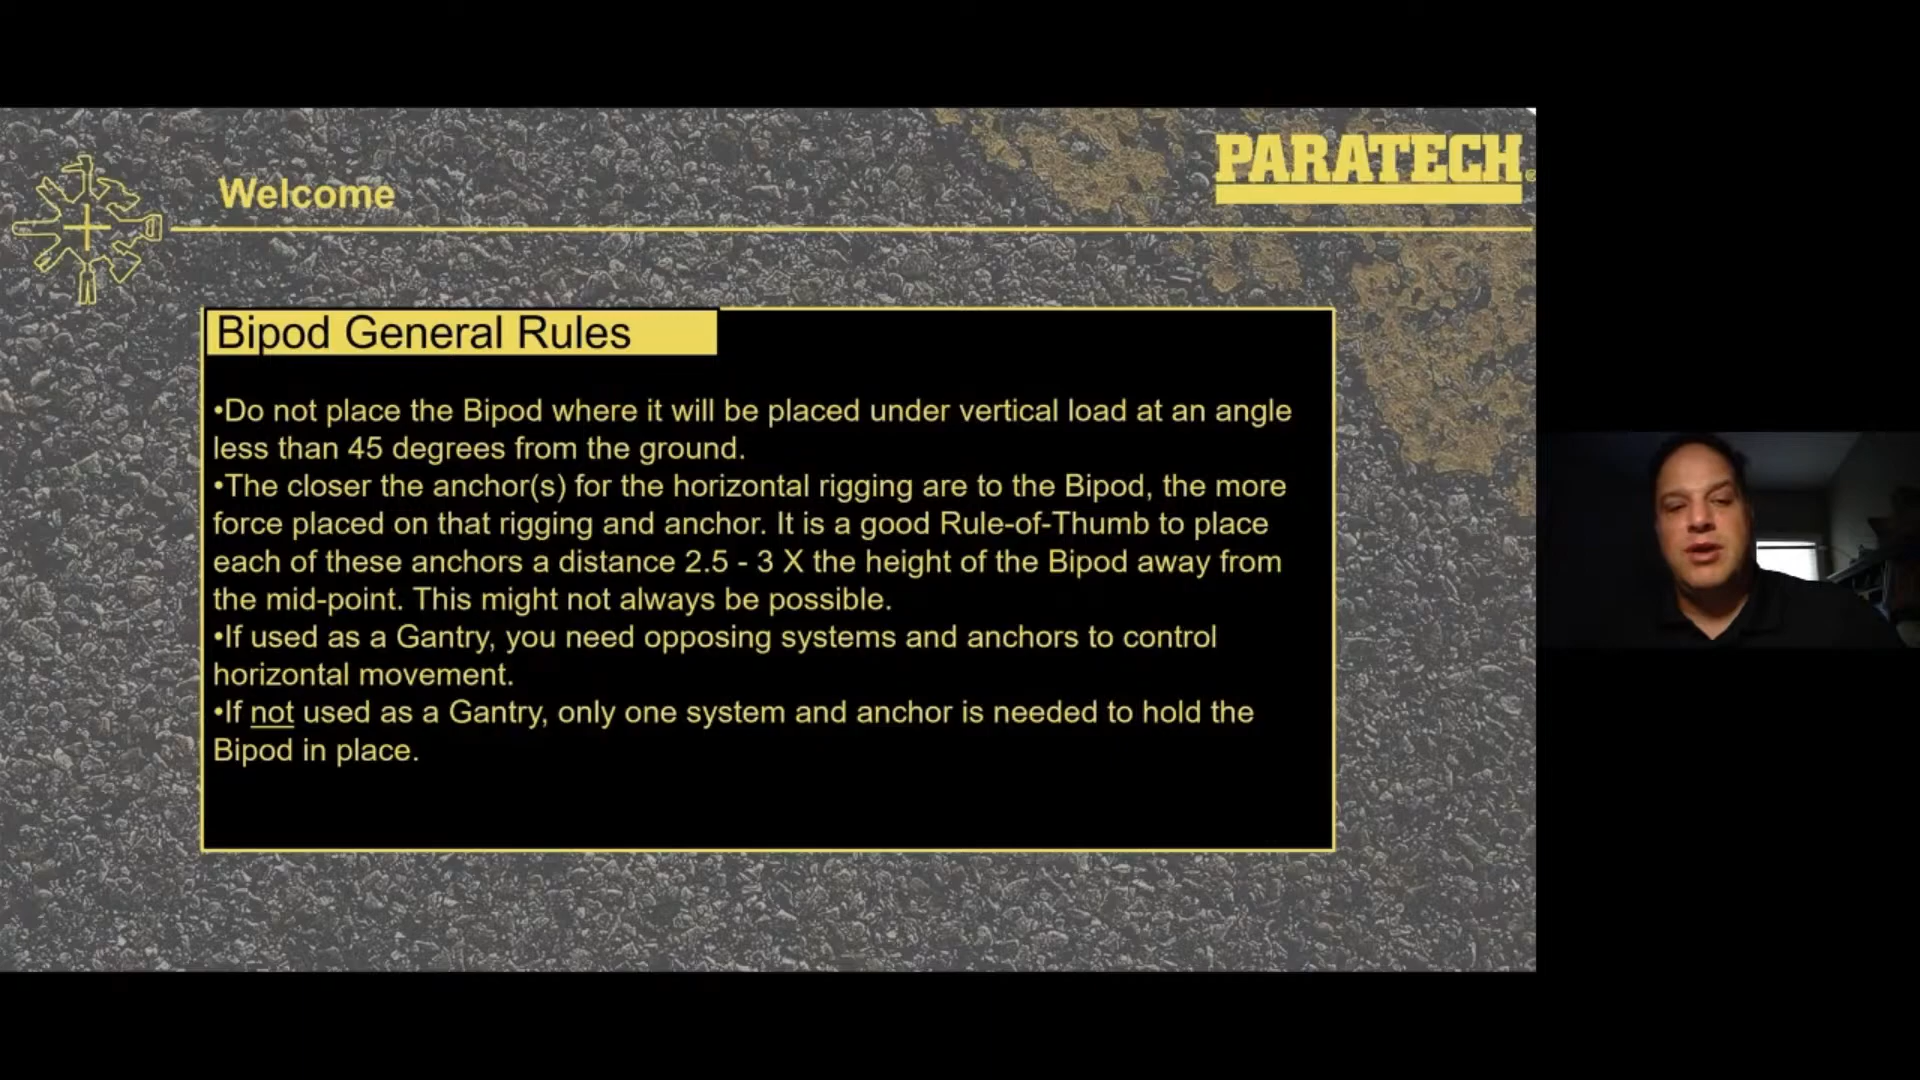 PARATECH
Welcome
Bipod General Rules
•Do not place the Bipod where it will be placed under vertical load at an angle
less than 45 degrees from the ground.
•The closer the anchor(s) for the horizontal rigging are to the Bipod, the more
force placed on that rigging and anchor. It is a good Rule-of-Thumb to place
each of these anchors a distance 2.5 - 3 X the height of the Bipod away from
the mid-point. This might not always be possible.
•If used as a Gantry, you need opposing systems and anchors to control
horizontal movement.
•If not used as a Gantry, only one system and anchor is needed to hold the
Bipod in place.